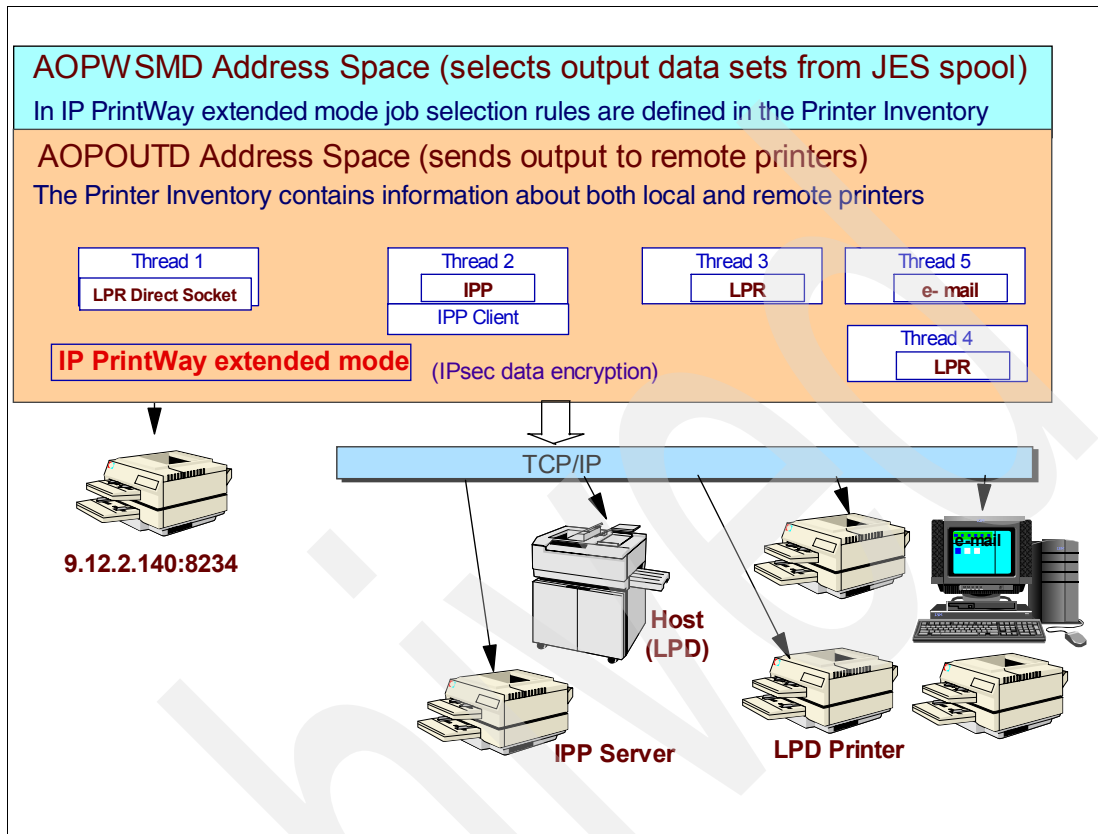 AOPWSMD Address Space (selects output data sets from JES spool)
In IP PrintWay extended mode job selection rules are defined in the Printer Inventory
AOPOUTD Address Space (sends output to remote printers)
The Printer Inventory contains information about both local and remote printers
Thread 1
LPR Direct Socket
Thread 2
IPP
IPP Client
Thread 3
LPR
Thread 5
e- mail
Thread 4
LPR
IP PrintWay extended mode
(IPsec data encryption)
TCP/IP
9.12.2.140:8234
e-mail
Host
(LPD)
IPP Server
LPD Printer